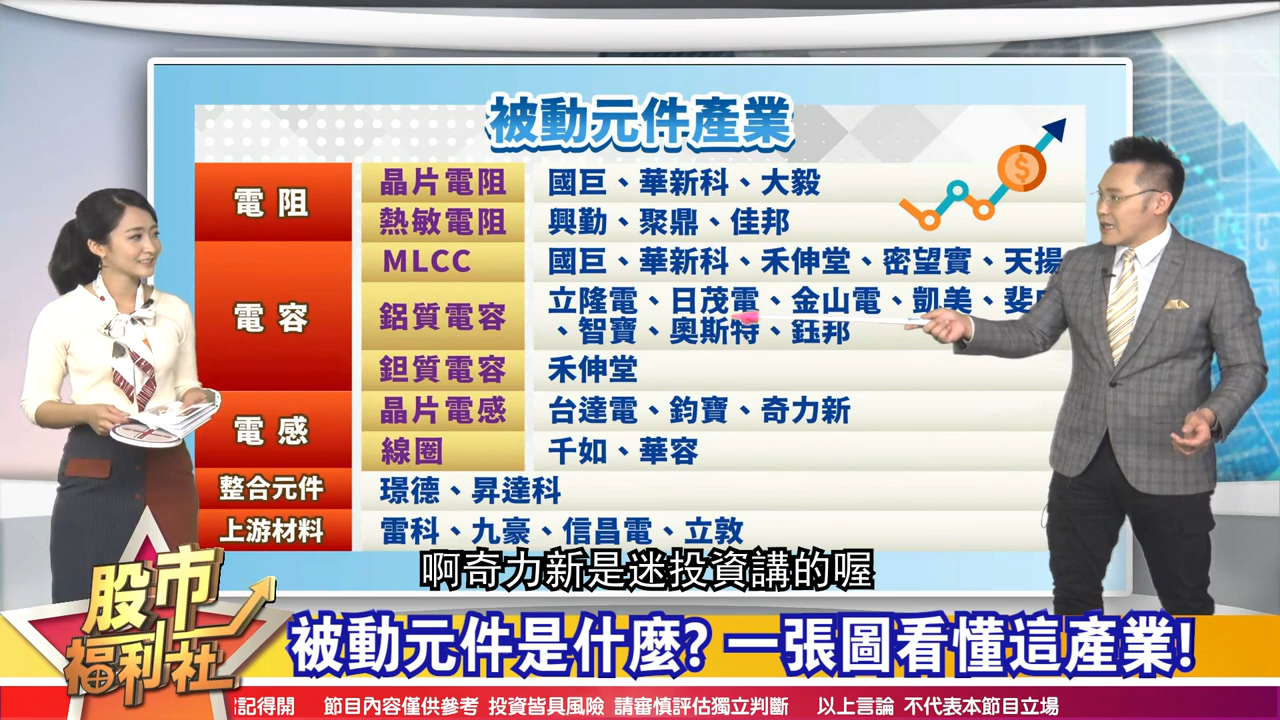 被動元件產業
電阻
晶片電阻
國巨、華新科、大毅
熱敏電阻
興勤、聚鼎、佳邦
電容
MLCC
國巨、華新科、禾伸堂、密望實、天揚
鋁質電容
立隆電、日茂電、金山電、凱美、斐
、智寶、奧斯特、鈺邦
鉭質電容
禾伸堂
電感
晶片電感
台達電、鈞寶、奇力新
線圈
千如、華容
整合元件
璟德、昇達科
上游材料
雷科、九豪、信昌電、立敦
啊奇力新是迷投資講的喔
股市
福利社
被動元件是什麼? 一張圖看懂這產業!
記得開 節目內容僅供參考 投資皆具風險 請審慎評估獨立判斷 以上言論 不代表本節目立場